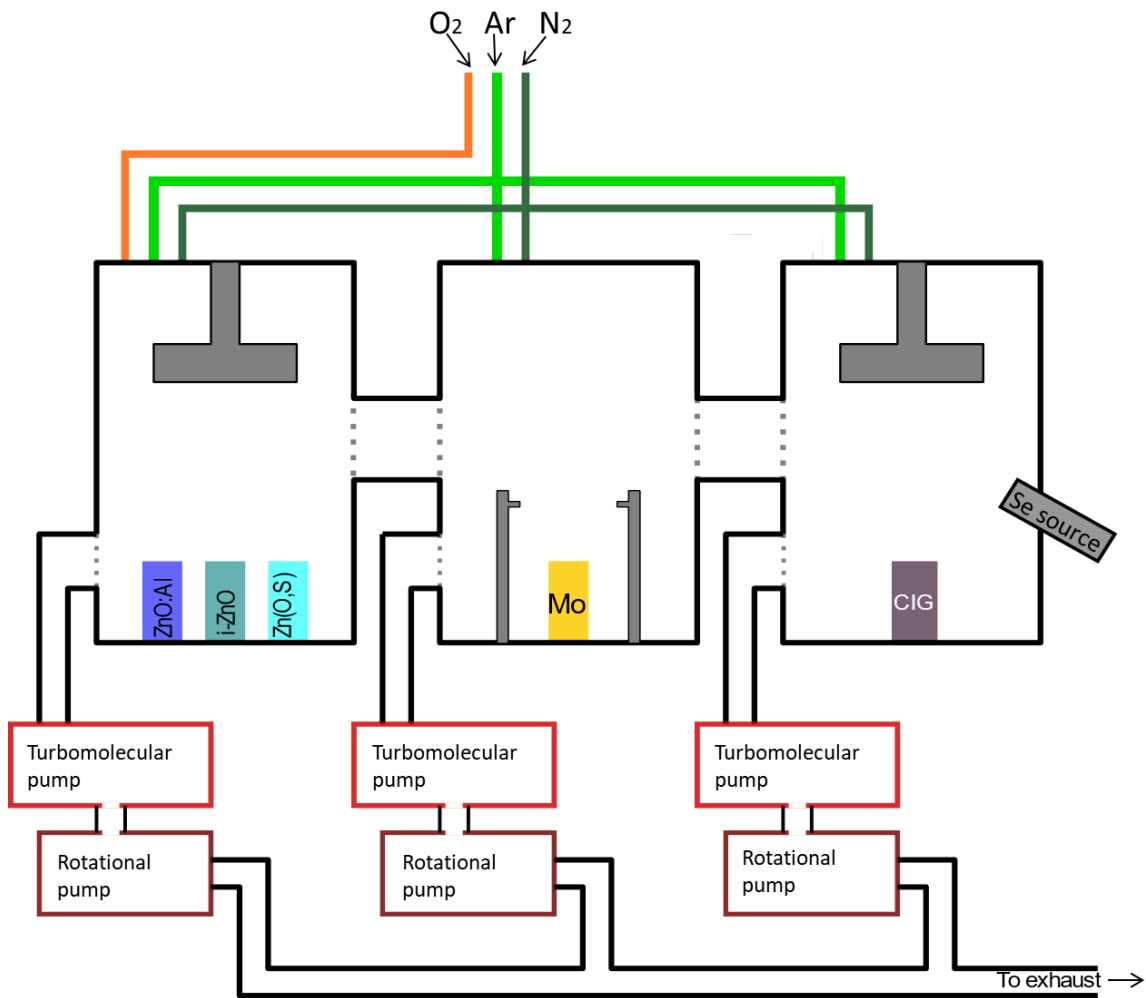 O₂ Ar N₂
Se source
ZnO:Al
i-ZnO
Zn(O,S)
Mo
CIG
Turbomolecular
pump
Turbomolecular
pump
Turbomolecular
pump
Rotational
pump
Rotational
pump
Rotational
pump
To exhaust